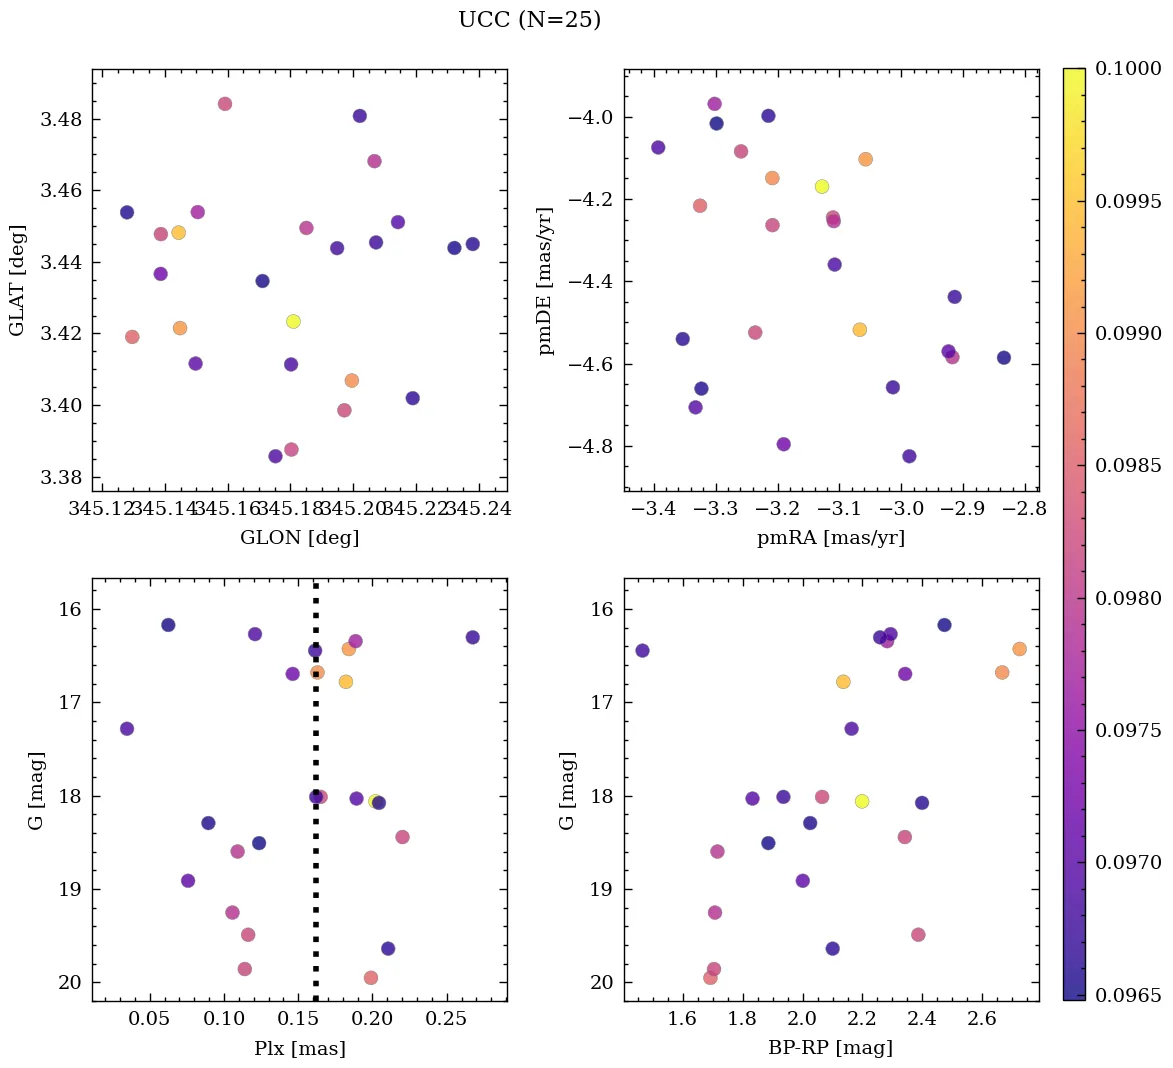 UCC (N=25)
3.48
3.46
3.44
3.42
3.40
3.38
GLAT [deg]
345.12 345.14 345.16 345.18 345.20 345.22 345.24
GLON [deg]
−4.0
−4.2
−4.4
−4.6
−4.8
pmDE [mas/yr]
−3.4 −3.3 −3.2 −3.1 −3.0 −2.9 −2.8
pmRA [mas/yr]
16
17
18
19
20
G [mag]
0.05 0.10 0.15 0.20 0.25
Plx [mas]
16
17
18
19
20
G [mag]
1.6 1.8 2.0 2.2 2.4 2.6
BP-RP [mag]
0.1000
0.0995
0.0990
0.0985
0.0980
0.0975
0.0970
0.0965